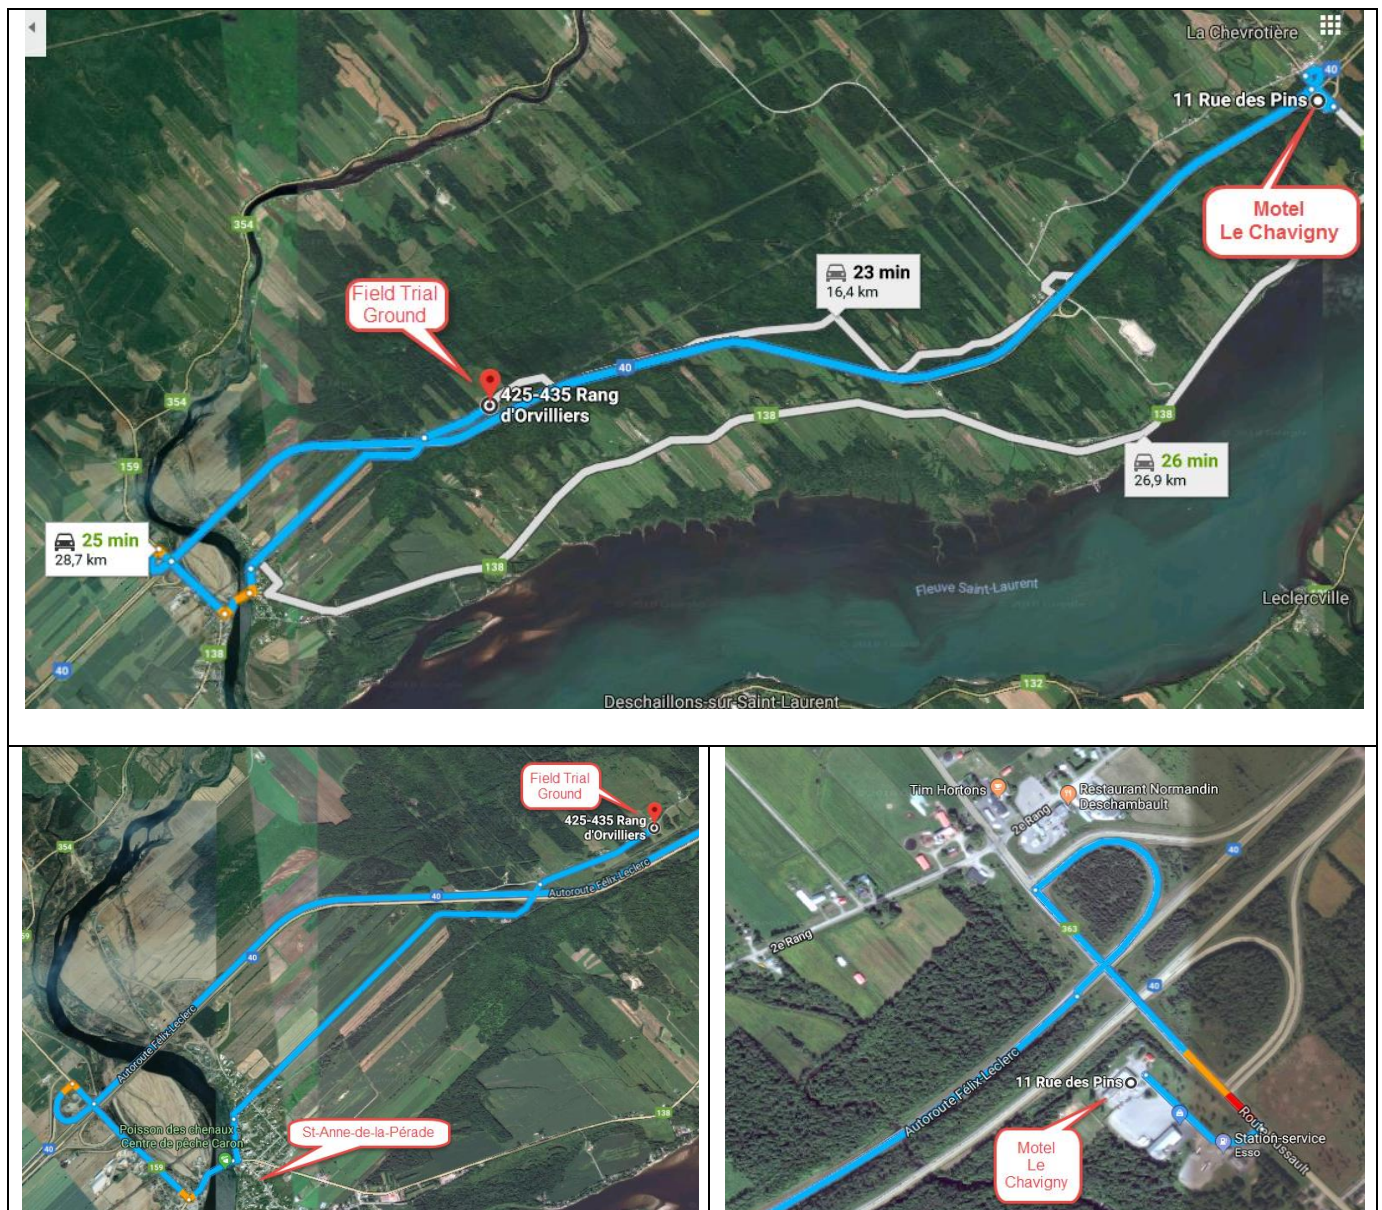 La Chevrotière
40
11 Rue des Pins
Motel
Le Chavigny
354
23 min
16,4 km
Field Trial
Ground
40
425-435 Rang
d'Orvilliers
354
138
138
159
26 min
26,9 km
25 min
28,7 km
138
Fleuve Saint-Laurent
Leclercville
138
40
132
Deschaillons-sur-Saint-Laurent
Field Trial
Ground
425-435 Rang
d'Orvilliers
354
Autoroute Félix-Leclerc
40
59
40
Autoroute Félix-Leclerc
138
Poisson des chenaux -
Centre de pêche Caron
St-Anne-de-la-Pérade
40
159
Tim Hortons
Restaurant Normandin
Deschambault
2e Rang
40
363
2e Rang
40
Autoroute Félix-Leclerc
11 Rue des Pins
Motel
Le
Chavigny
Station-service
Esso